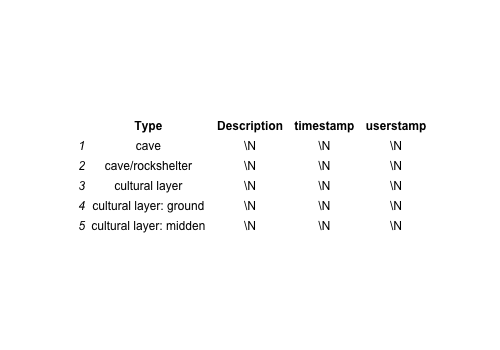 Type Description timestamp userstamp
1 cave \N \N \N
2 cave/rockshelter \N \N \N
3 cultural layer \N \N \N
4 cultural layer: ground \N \N \N
5 cultural layer: midden \N \N \N